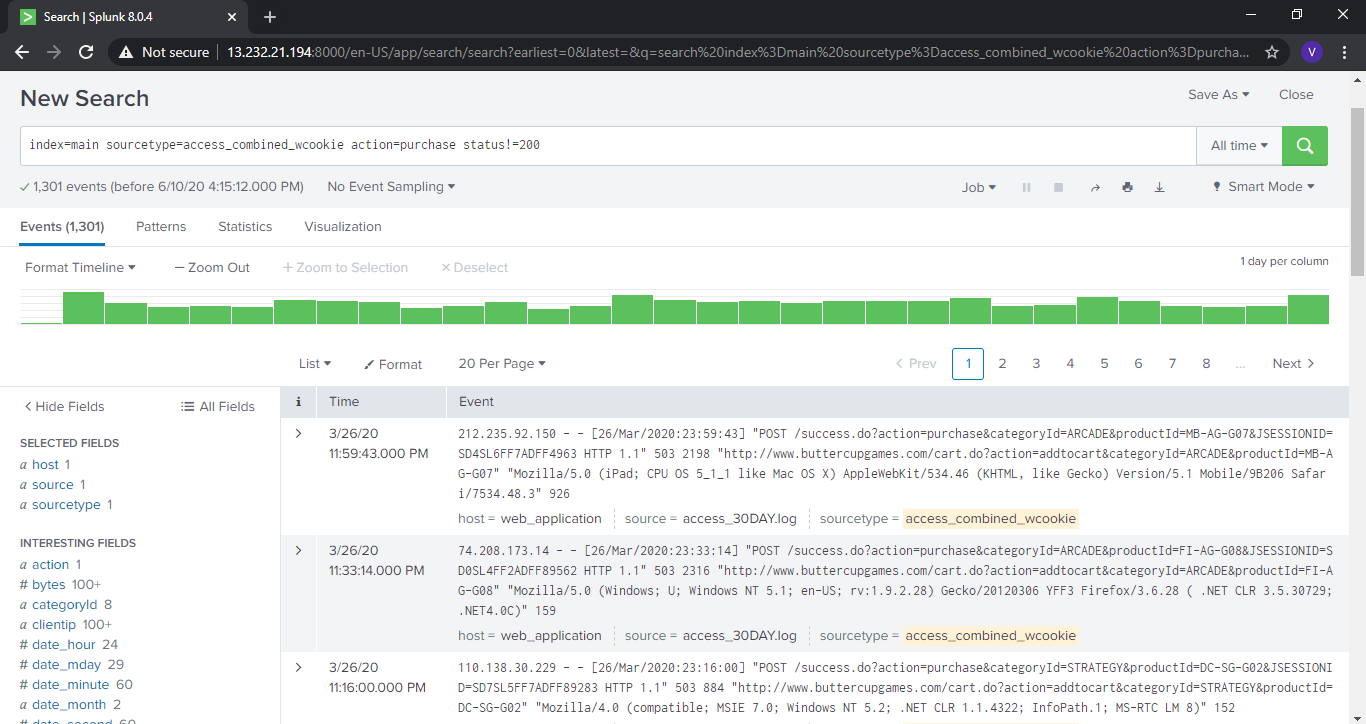 Search | Splunk 8.0.4
Not secure | 13.232.21.194:8000/en-US/app/search/search?earliest=0&latest=&q=search%20index%3Dmain%20sourcetype%3Daccess_combined_wcookie%20action%3Dpurcha...
V
New Search
Save As
Close
index=main sourcetype=access_combined_wcookie action=purchase status!=200
All time
1,301 events (before 6/10/20 4:15:12.000 PM)
No Event Sampling
Job
Smart Mode
Events (1,301)
Patterns
Statistics
Visualization
Format Timeline
— Zoom Out
+ Zoom to Selection
× Deselect
1 day per column
List
Format
20 Per Page
< Prev
1
2
3
4
5
6
7
8
...
Next >
< Hide Fields
All Fields
SELECTED FIELDS
a host 1
a source 1
a sourcetype 1
INTERESTING FIELDS
a action 1
# bytes 100+
a categoryId 8
a clientip 100+
# date_hour 24
# date_mday 29
# date_minute 60
a date_month 2
# date_second 60
i
Time
Event
> 3/26/20
11:59:43.000 PM
212.235.92.150 - - [26/Mar/2020:23:59:43] "POST /success.do?action=purchase&categoryId=ARCADE&productId=MB-AG-G07&JSESSIONID=
SD4SL6FF7ADFF4963 HTTP 1.1" 503 2198 "http://www.buttercupgames.com/cart.do?action=addtocart&categoryId=ARCADE&productId=MB-A
G-G07" "Mozilla/5.0 (iPad; CPU OS 5_1_1 like Mac OS X) AppleWebKit/534.46 (KHTML, like Gecko) Version/5.1 Mobile/9B206 Safar
i/7534.48.3" 926
host = web_application
source = access_30DAY.log
sourcetype = access_combined_wcookie
> 3/26/20
11:33:14.000 PM
74.208.173.14 - - [26/Mar/2020:23:33:14] "POST /success.do?action=purchase&categoryId=ARCADE&productId=FI-AG-G08&JSESSIONID=S
D0SL4FF2ADFF89562 HTTP 1.1" 503 2316 "http://www.buttercupgames.com/cart.do?action=addtocart&categoryId=ARCADE&productId=FI-A
G-G08" "Mozilla/5.0 (Windows; U; Windows NT 5.1; en-US; rv:1.9.2.28) Gecko/20120306 YFF3 Firefox/3.6.28 ( .NET CLR 3.5.30729;
.NET4.0C)" 159
host = web_application
source = access_30DAY.log
sourcetype = access_combined_wcookie
> 3/26/20
11:16:00.000 PM
110.138.30.229 - - [26/Mar/2020:23:16:00] "POST /success.do?action=purchase&categoryId=STRATEGY&productId=DC-SG-G02&JSESSIONI
D=SD7SL5FF7ADFF89283 HTTP 1.1" 503 884 "http://www.buttercupgames.com/cart.do?action=addtocart&categoryId=STRATEGY&productId=
DC-SG-G02" "Mozilla/4.0 (compatible; MSIE 7.0; Windows NT 5.2; .NET CLR 1.1.4322; InfoPath.1; MS-RTC LM 8)" 152